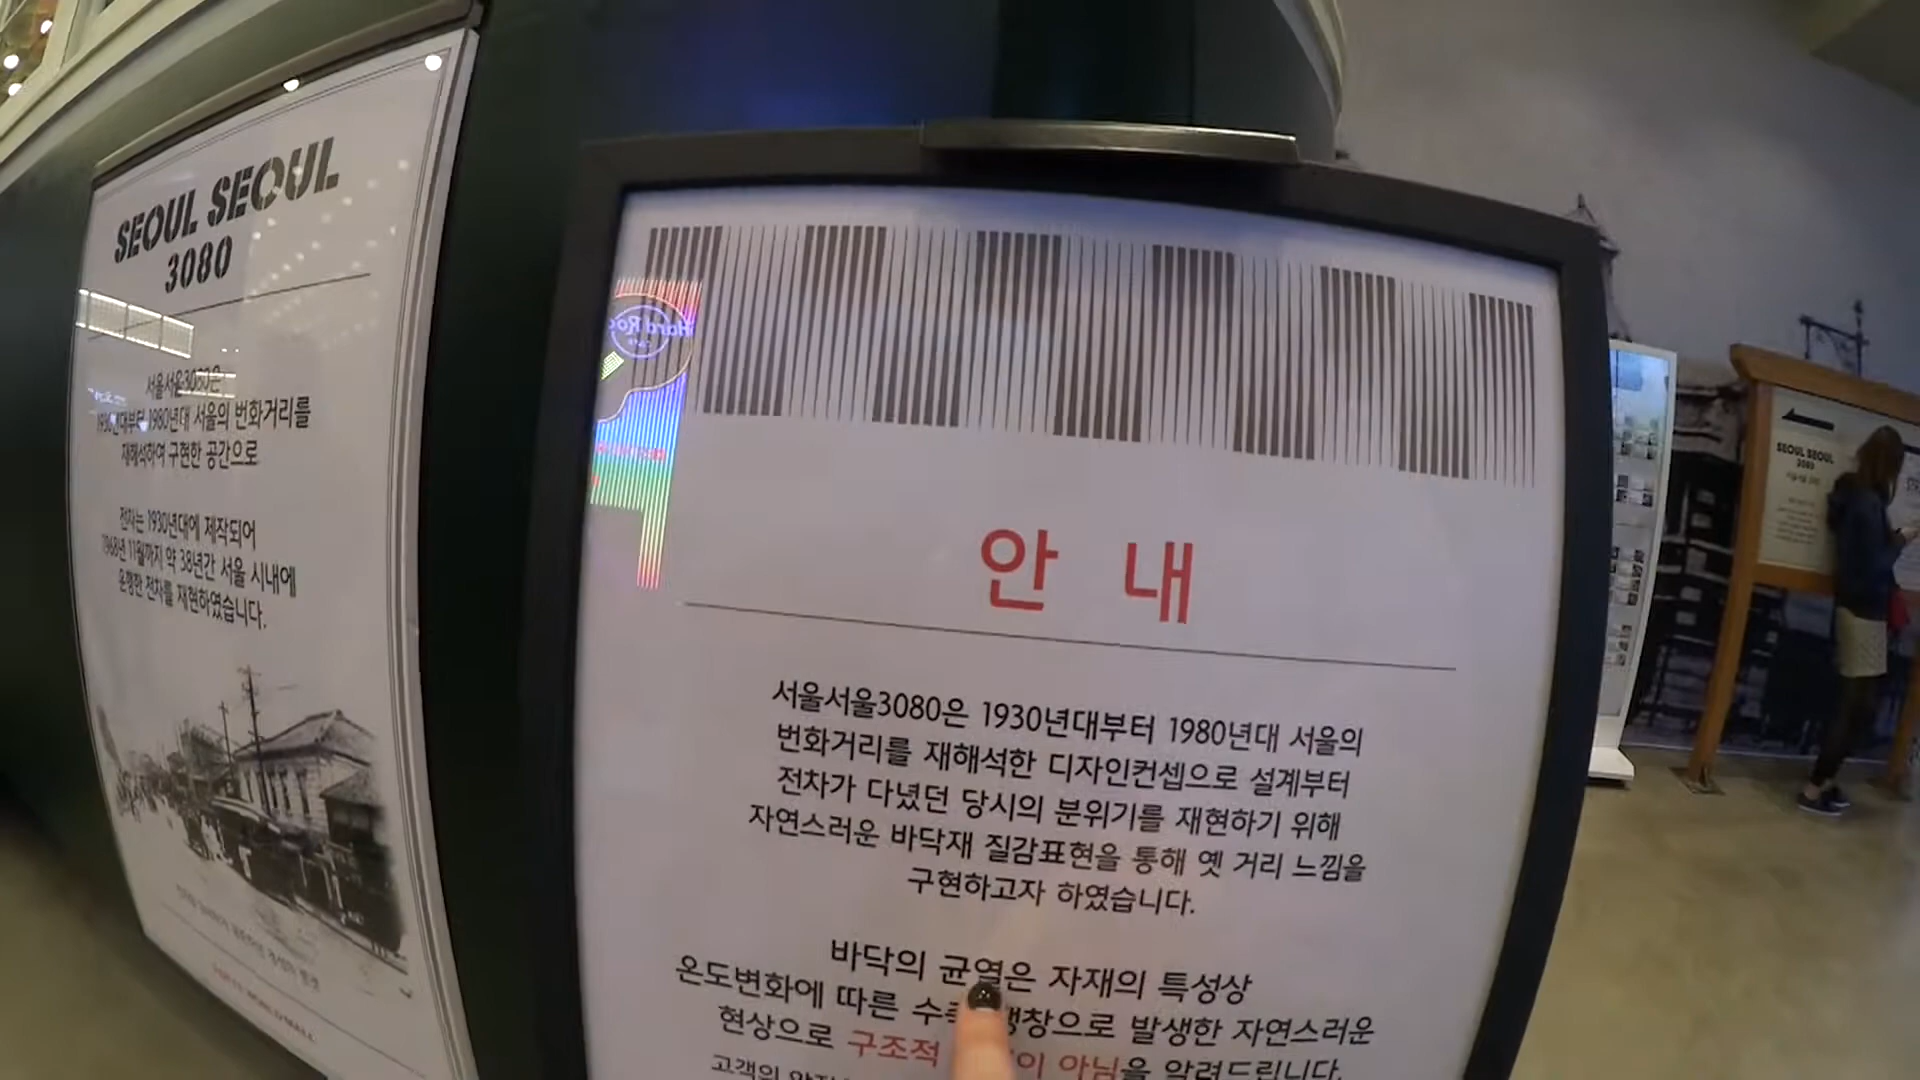 SEOUL SEOUL
3080
서울서울3080은
1930년대부터 1980년대 서울의 번화거리를
재해석하여 구현한 공간으로
전차는 1930년대에 제작되어
1968년 11월까지 약 38년간 서울 시내에
운행한 전차를 재현하였습니다.
Hard Rock
안 내
서울서울3080은 1930년대부터 1980년대 서울의
번화거리를 재해석한 디자인컨셉으로 설계부터
전차가 다녔던 당시의 분위기를 재현하기 위해
자연스러운 바닥재 질감표현을 통해 옛 거리 느낌을
구현하고자 하였습니다.
바닥의 균열은 자재의 특성상
온도변화에 따른 으로 발생한 자연스러운
현상으로 구조적 이 아님을 알려드립니다.
고객의
SEOUL SEOUL
3080